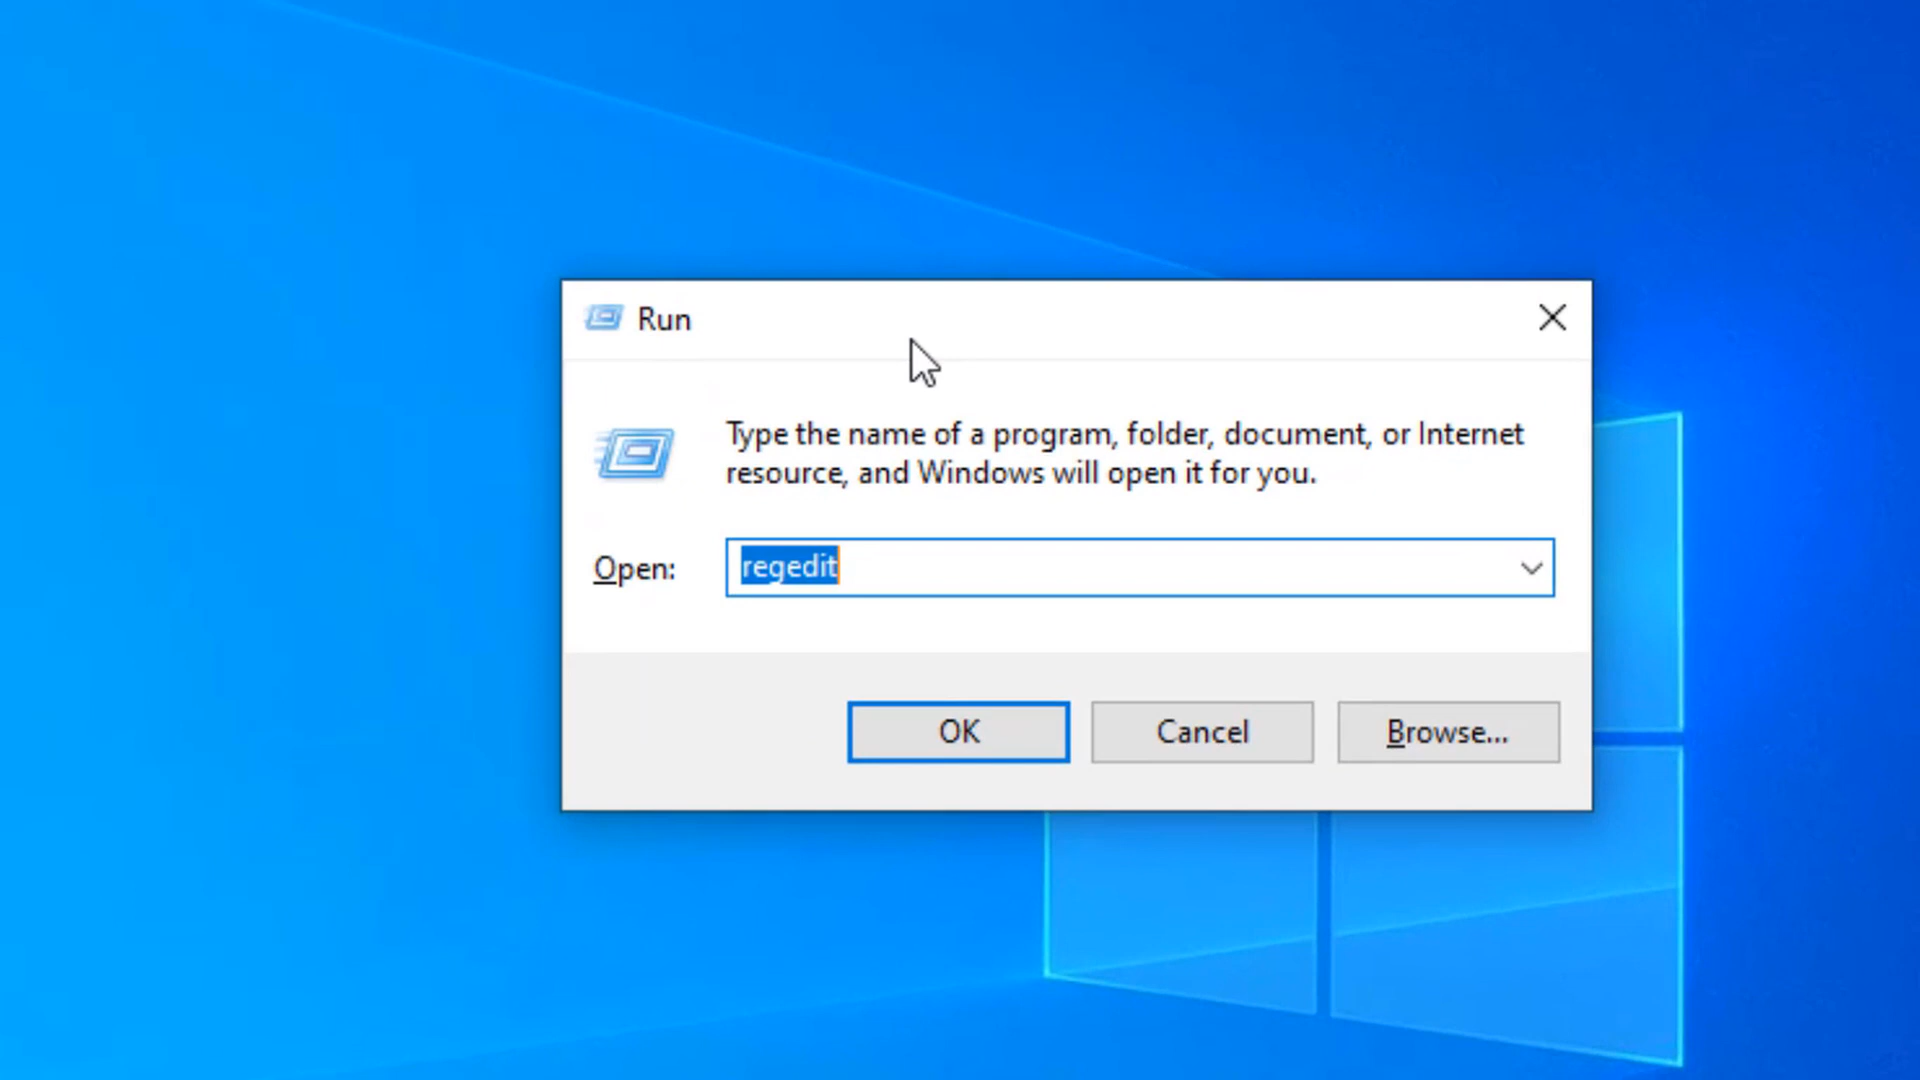 Run
Type the name of a program, folder, document, or Internet
resource, and Windows will open it for you.
Open: regedit
OK Cancel Browse...